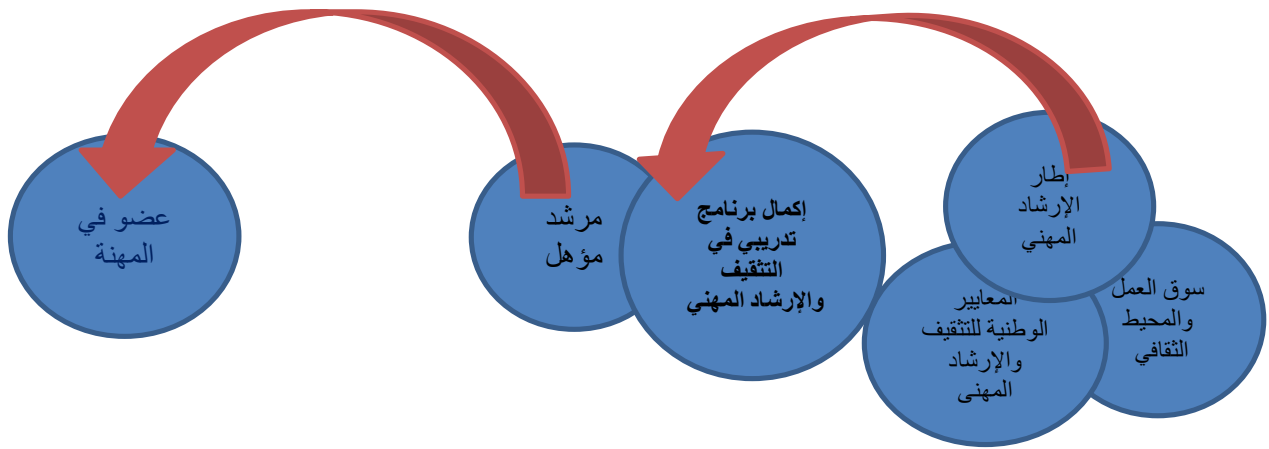 إطار
الإرشاد
المهني
سوق العمل
والمحيط
الثقافي
المعايير
الوطنية للتثقيف
والإرشاد
المهنى
إكمال برنامج
تدريبي في
التثقيف
والإرشاد المهني
مرشد
مؤهل
عضو في
المهنة